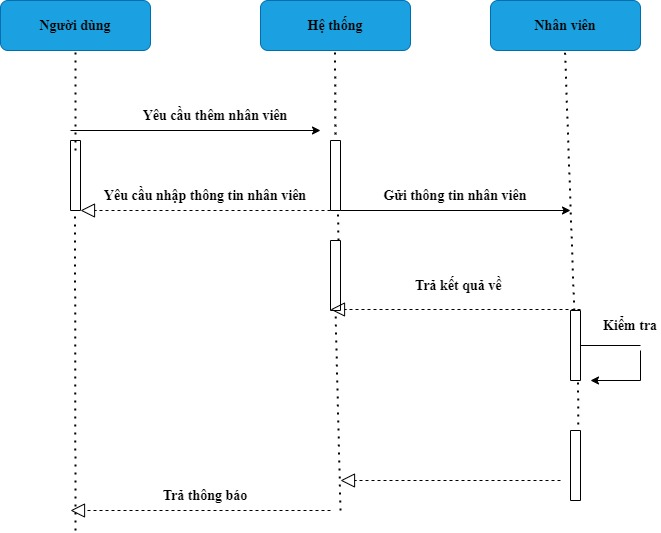 Người dùng
Hệ thống
Nhân viên
Yêu cầu thêm nhân viên
Yêu cầu nhập thông tin nhân viên
Gửi thông tin nhân viên
Trả kết quả về
Kiểm tra
Trả thông báo